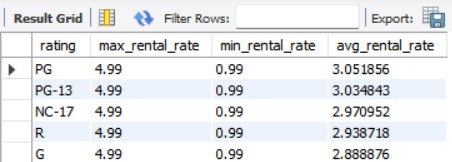 Result Grid Filter Rows: Export:
rating max_rental_rate min_rental_rate avg_rental_rate
PG 4.99 0.99 3.051856
PG-13 4.99 0.99 3.034843
NC-17 4.99 0.99 2.970952
R 4.99 0.99 2.938718
G 4.99 0.99 2.888876